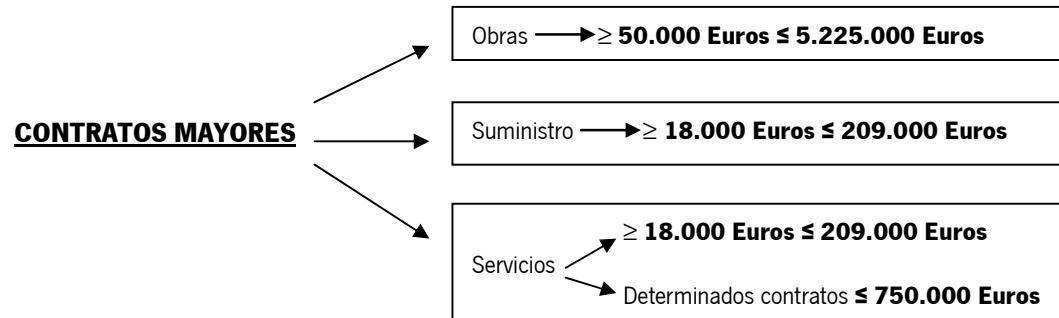 Obras ≥ 50.000 Euros ≤ 5.225.000 Euros
CONTRATOS MAYORES
Suministro ≥ 18.000 Euros ≤ 209.000 Euros
Servicios
≥ 18.000 Euros ≤ 209.000 Euros
Determinados contratos ≤ 750.000 Euros